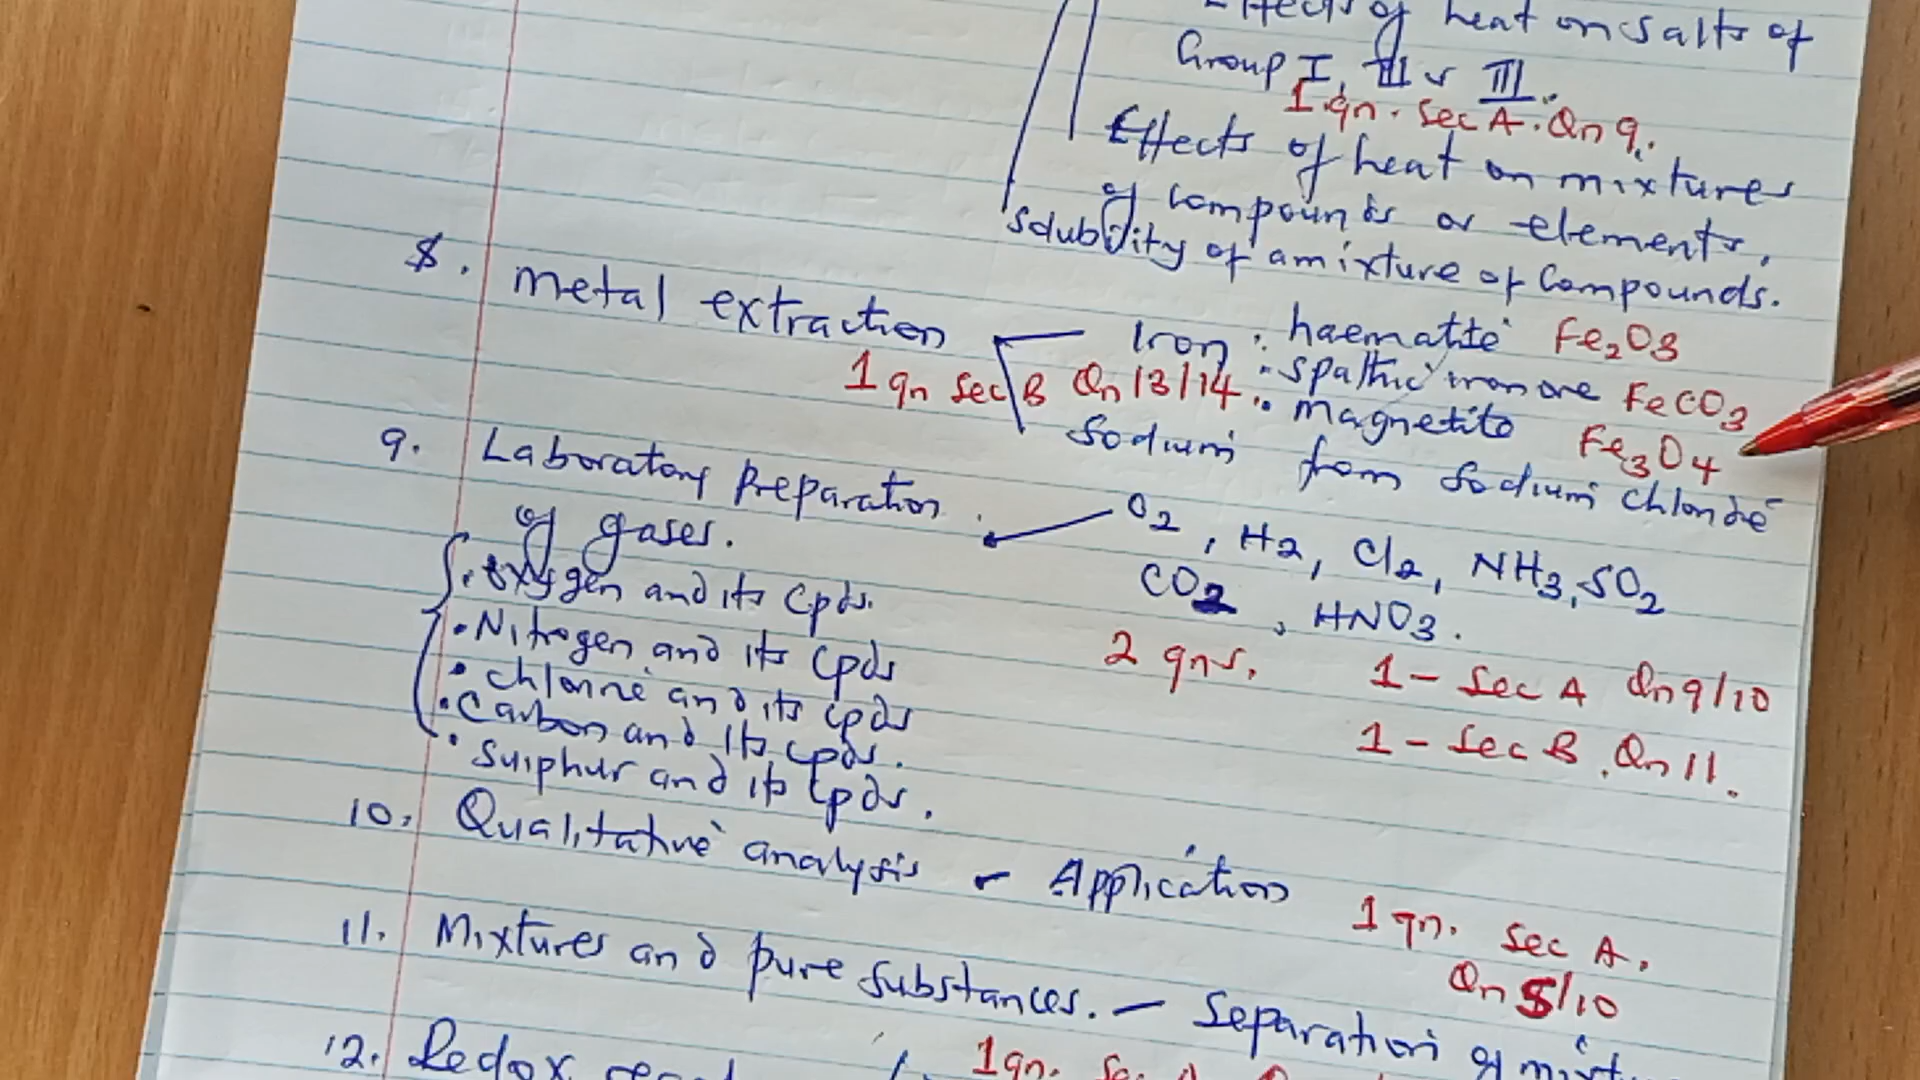 Effects of heat on salts of
Group I, II & III.
1 qn. Sec A. Qn 9.
Effects of heat on mixtures
of compounds or elements,
Solubility of a mixture of Compounds.
8. Metal extraction
Iron : haematite Fe2O3
: spathic iron ore FeCO3
1 qn Sec B Qn 13/14
: magnetite Fe3O4
Sodium from Sodium chloride
9. Laboratory Preparation
of gases.
O2, H2, Cl2, NH3, SO2
CO2, HNO3.
. oxygen and its cpds.
• Nitrogen and its cpds
• chlorine and its cpds
• Carbon and its cpds.
• Sulphur and its cpds.
2 qns. 1 - Sec A Qn 9/10
1 - Sec B. Qn 11.
10. Qualitative analysis - Application
1 qn. Sec A.
Qn 5/10
11. Mixtures and pure substances. - Separation of
12. Redox
1 qn.